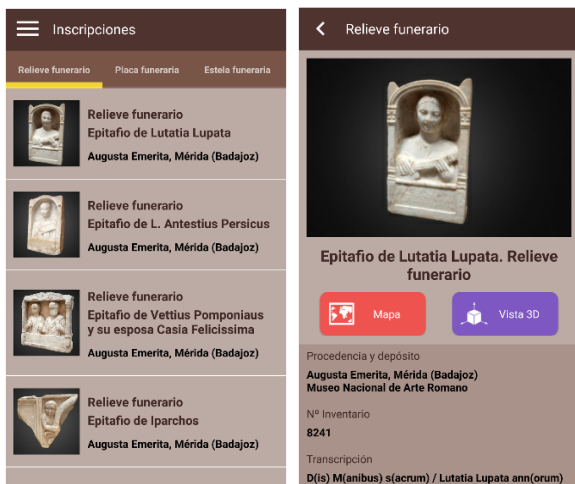 Inscripciones
Relieve funerario
Placa funeraria
Estela funeraria
Relieve funerario
Epitafio de Lutatia Lupata
Augusta Emerita, Mérida (Badajoz)
Relieve funerario
Epitafio de L. Antestius Persicus
Augusta Emerita, Mérida (Badajoz)
Relieve funerario
Epitafio de Vettius Pomponiaus
y su esposa Casia Felicissima
Augusta Emerita, Mérida (Badajoz)
Relieve funerario
Epitafio de Iparchos
Augusta Emerita, Mérida (Badajoz)
Relieve funerario
Epitafio de Lutatia Lupata. Relieve
funerario
Mapa
Vista 3D
Procedencia y depósito
Augusta Emerita, Mérida (Badajoz)
Museo Nacional de Arte Romano
Nº Inventario
8241
Transcripción
D(is) M(anibus) s(acrum) / Lutatia Lupata ann(orum)